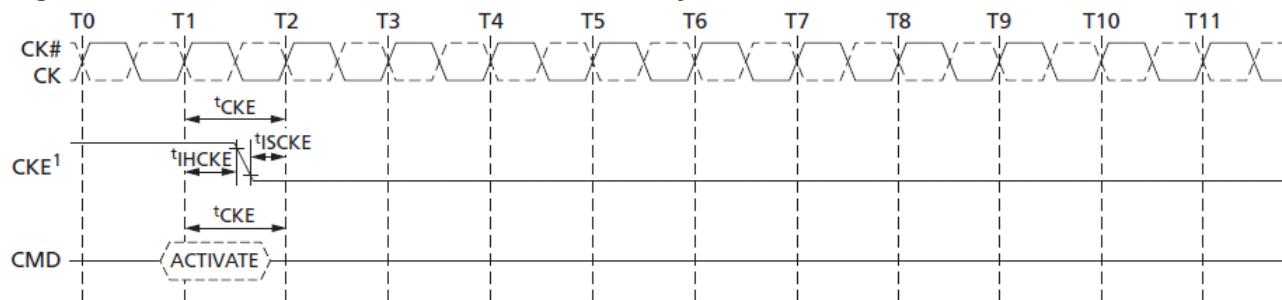 T0 T1 T2 T3 T4 T5 T6 T7 T8 T9 T10 T11
CK#
CK
tCKE
tISCKE
CKE1
tIHCKE
tCKE
CMD ACTIVATE